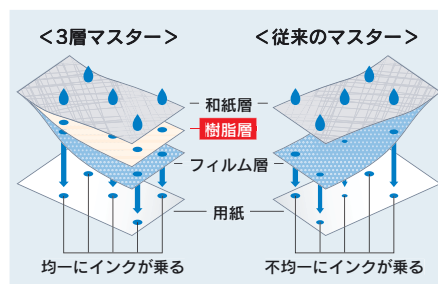 ＜3層マスター＞
＜従来のマスター＞
和紙層
樹脂層
フィルム層
用紙
均一にインクが乗る
不均一にインクが乗る